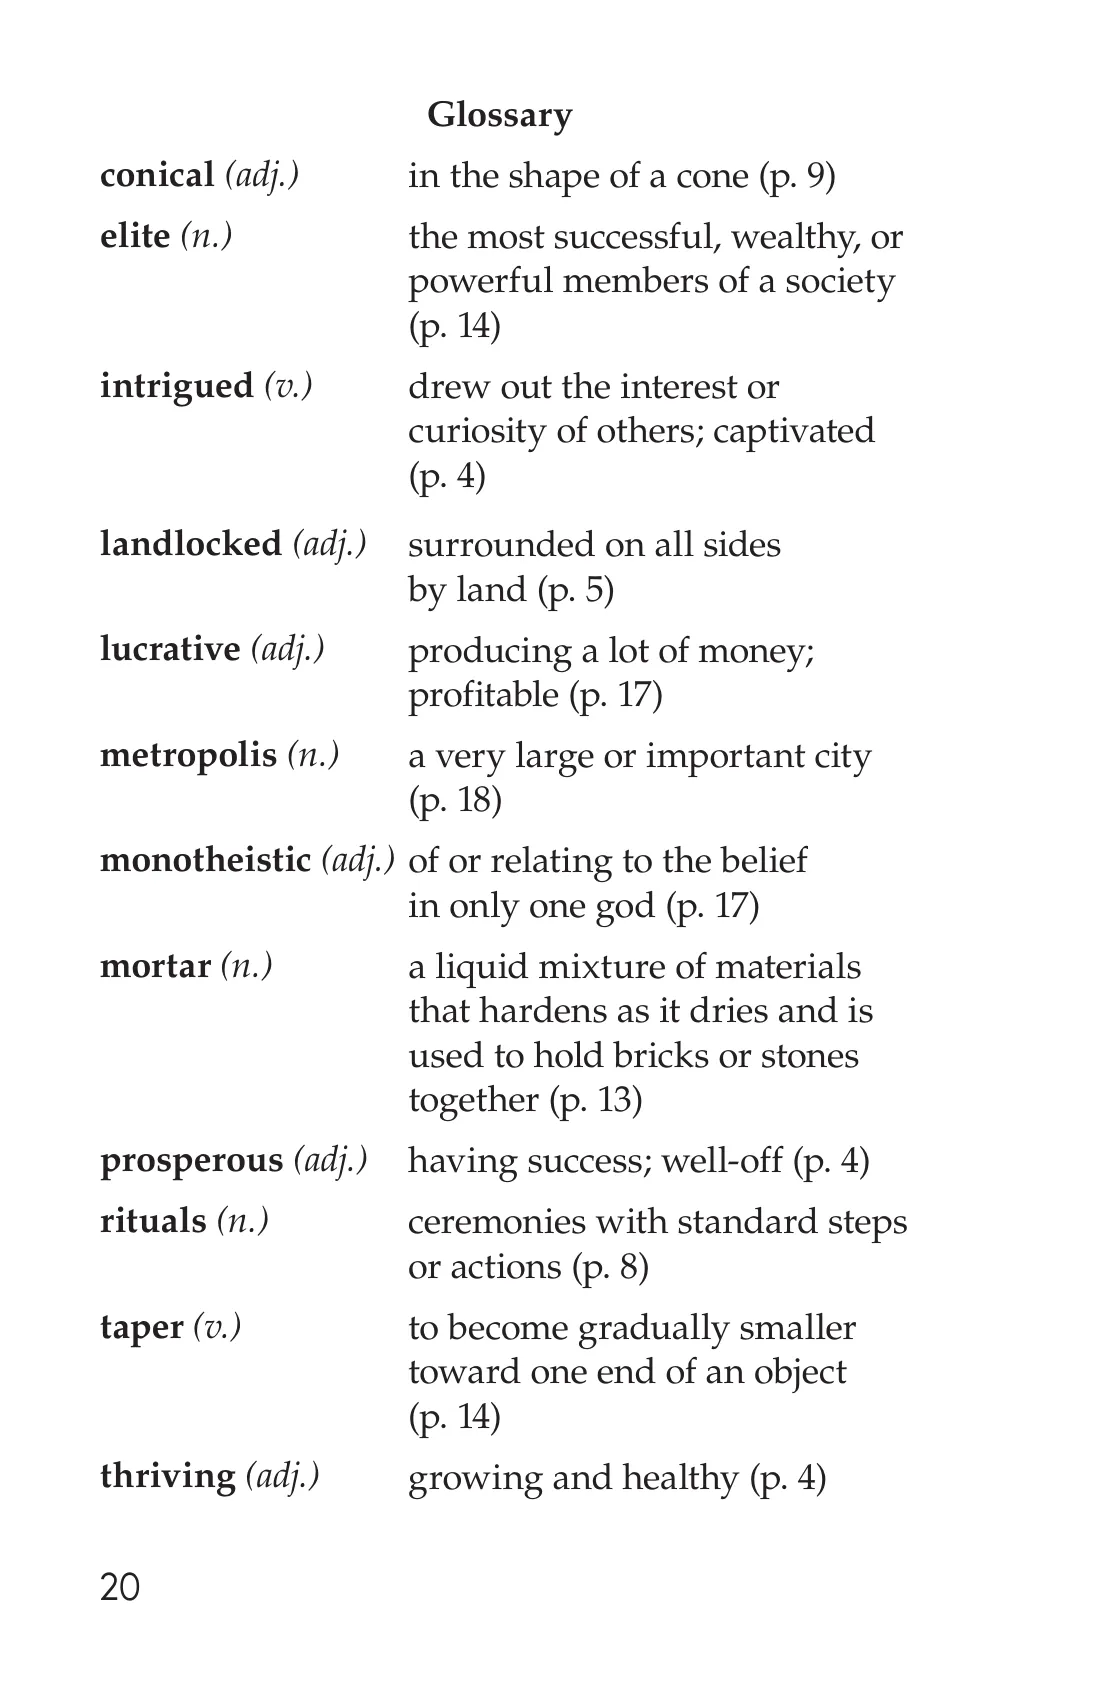 Glossary
conical (adj.) in the shape of a cone (p. 9)
elite (n.) the most successful, wealthy, or
powerful members of a society
(p. 14)
intrigued (v.) drew out the interest or
curiosity of others; captivated
(p. 4)
landlocked (adj.) surrounded on all sides
by land (p. 5)
lucrative (adj.) producing a lot of money;
profitable (p. 17)
metropolis (n.) a very large or important city
(p. 18)
monotheistic (adj.) of or relating to the belief
in only one god (p. 17)
mortar (n.) a liquid mixture of materials
that hardens as it dries and is
used to hold bricks or stones
together (p. 13)
prosperous (adj.) having success; well-off (p. 4)
rituals (n.) ceremonies with standard steps
or actions (p. 8)
taper (v.) to become gradually smaller
toward one end of an object
(p. 14)
thriving (adj.) growing and healthy (p. 4)
20